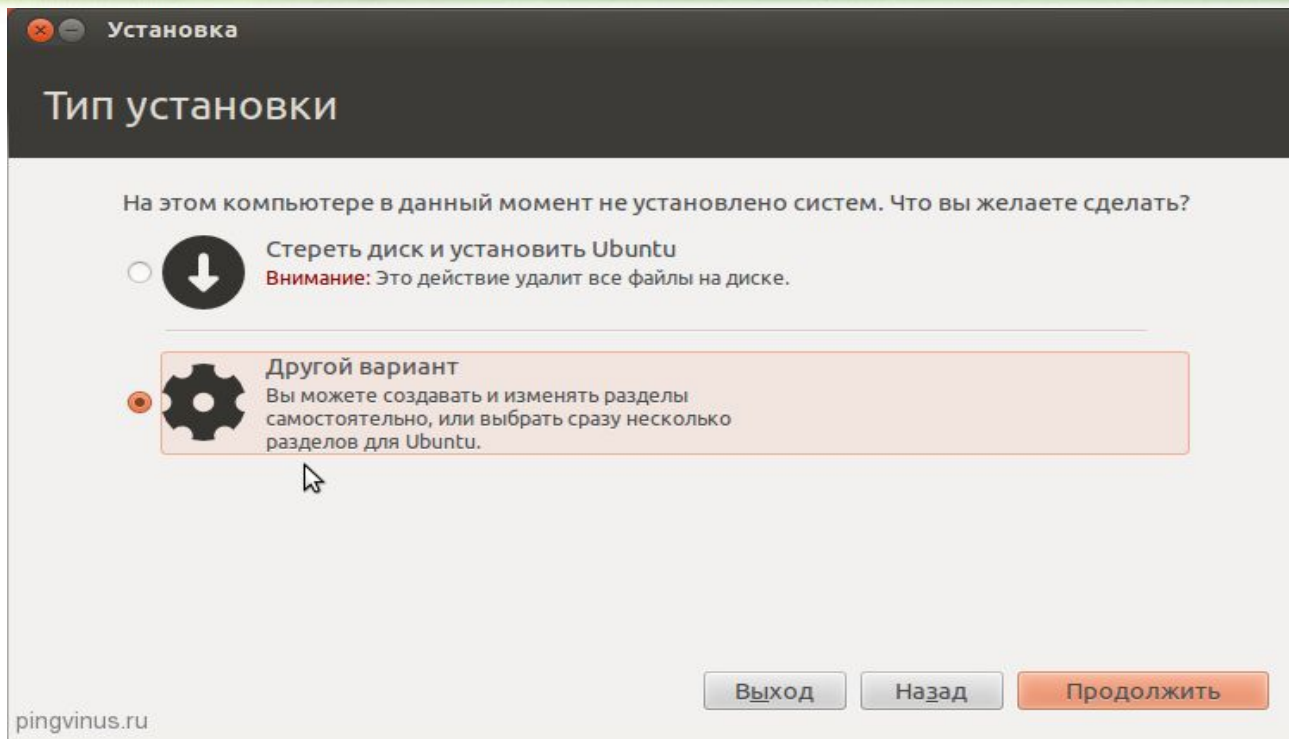 Установка
Тип установки
На этом компьютере в данный момент не установлено систем. Что вы желаете сделать?
Стереть диск и установить Ubuntu
Внимание: Это действие удалит все файлы на диске.
Другой вариант
Вы можете создавать и изменять разделы
самостоятельно, или выбрать сразу несколько
разделов для Ubuntu.
Выход Назад Продолжить
pingvinus.ru